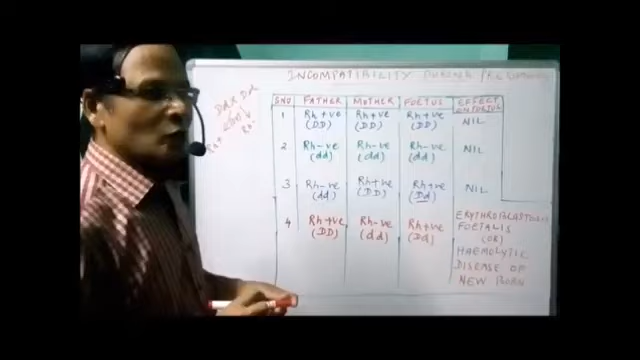 INCOMPATIBILITY DURING
SNO FATHER MOTHER FOETUS EFFECT ON FOETUS
1 Rh+ve (DD) Rh+ve (DD) Rh+ve (DD) NIL
2 Rh-ve (dd) Rh-ve (dd) Rh-ve (dd) NIL
3 Rh-ve (dd) Rh+ve (DD) Rh+ve (Dd) NIL
4 Rh+ve (DD) Rh-ve (dd) Rh+ve (Dd) ERYTHROBLASTOSIS
FOETALIS
(OR)
HAEMOLYTIC
DISEASE OF
NEW BORN